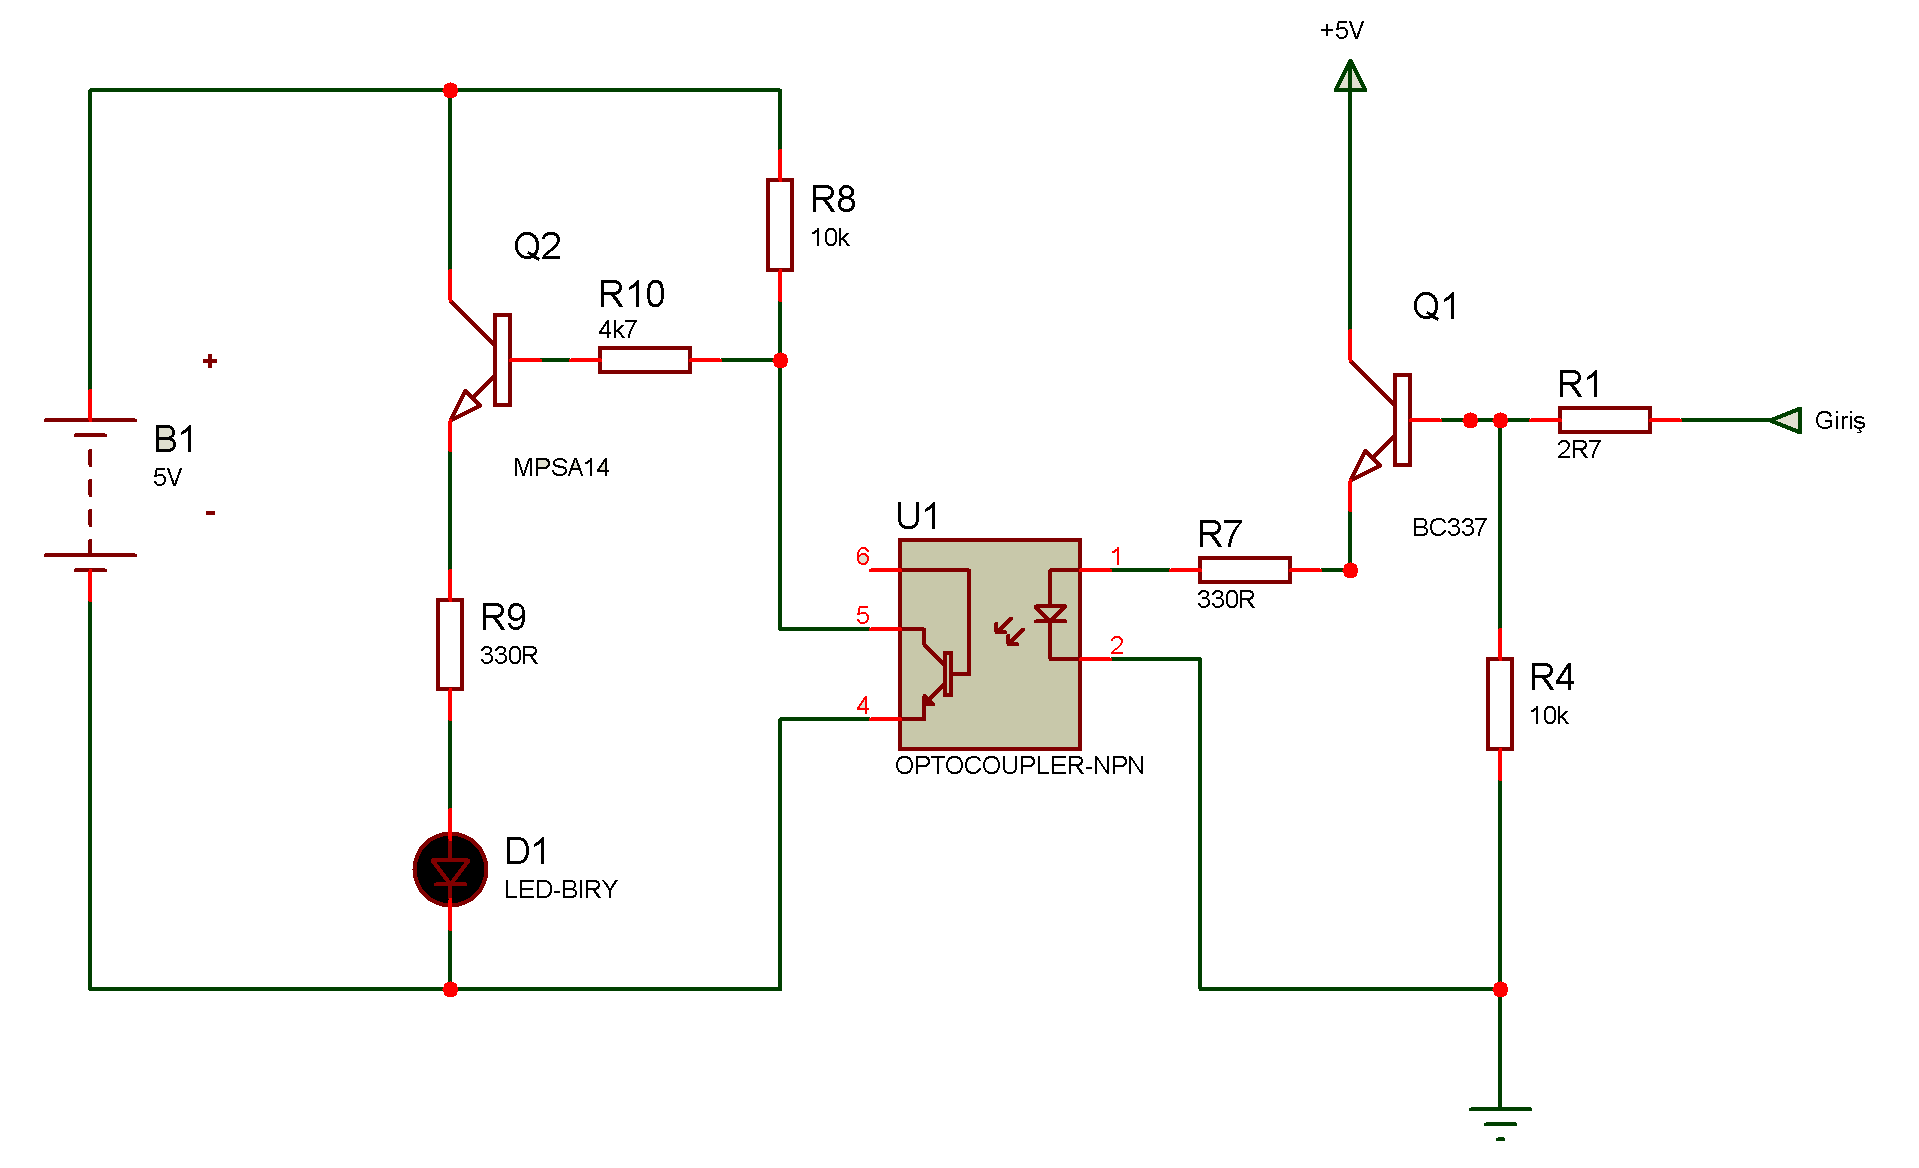 +5V
R8
10k
Q2
R10
4k7
Q1
+
R1
2R7
Giriş
B1
5V
MPSA14
-
U1
BC337
R7
330R
6
1
5
2
4
R9
330R
R4
10k
OPTOCOUPLER-NPN
D1
LED-BIRY